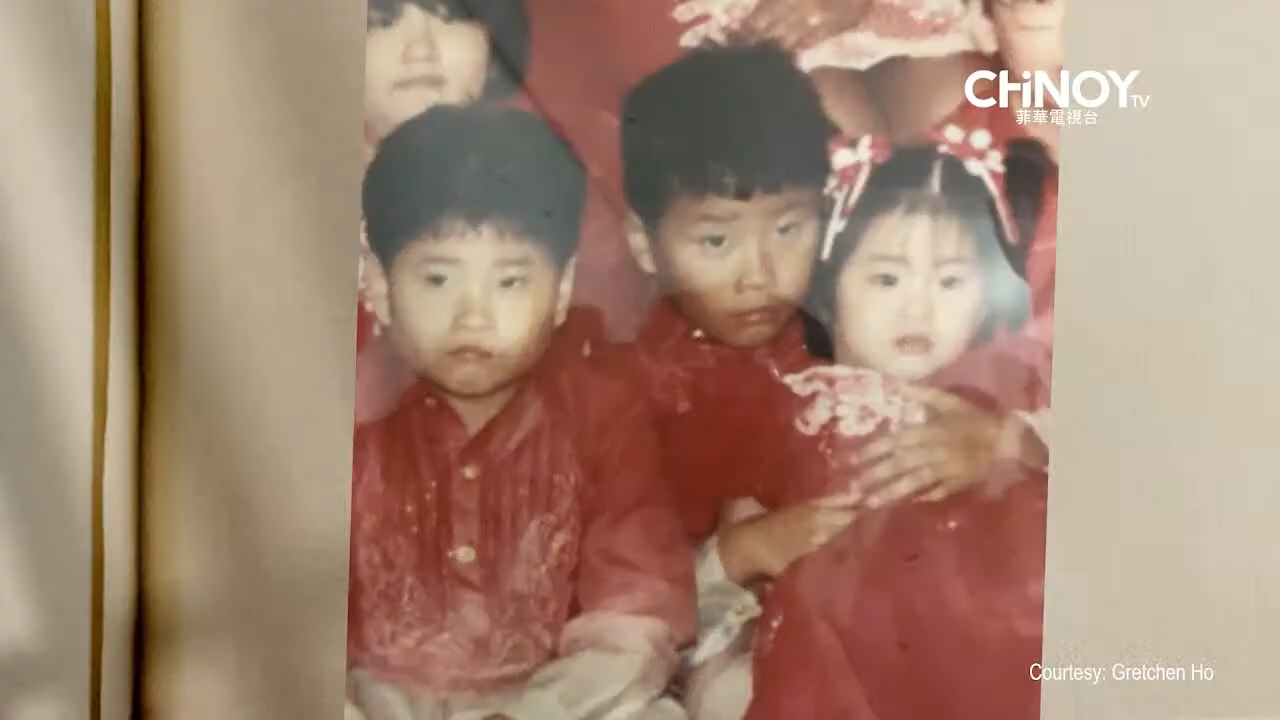 CHiNOY TV
菲華電視台
Courtesy: Gretchen Ho